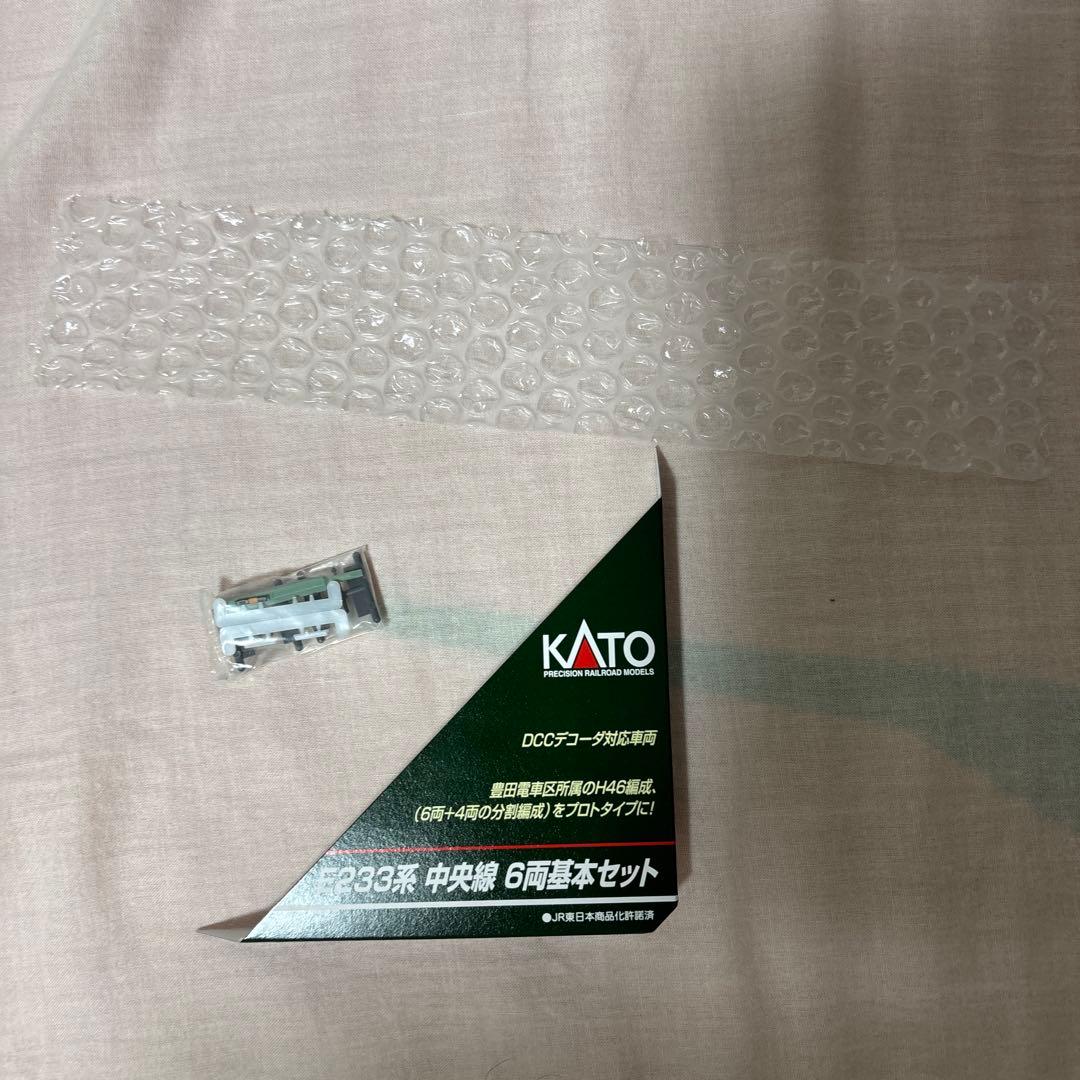 KATO
PRECISION RAILROAD MODELS
DCCデコーダ対応車両
豊田電車区所属のH46編成、
(6両+4両の分割編成)をプロトタイプに!
E233系 中央線 6両基本セット
●JR東日本商品化許諾済